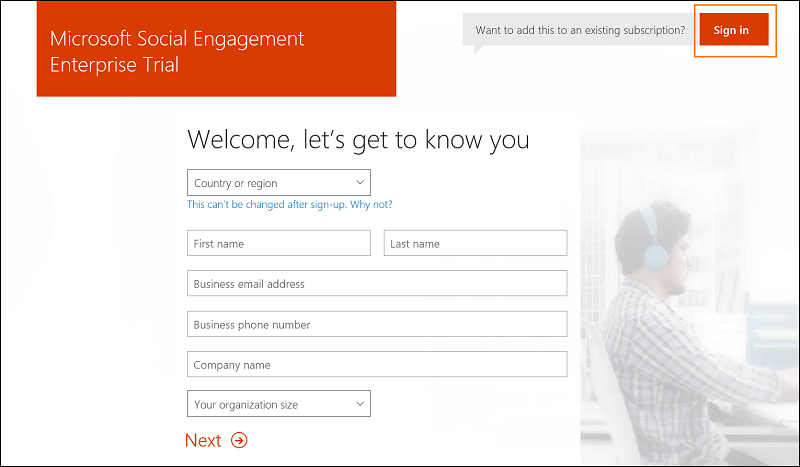 Microsoft Social Engagement
Enterprise Trial
Want to add this to an existing subscription?
Sign in
Welcome, let's get to know you
Country or region
This can't be changed after sign-up. Why not?
First name
Last name
Business email address
Business phone number
Company name
Your organization size
Next